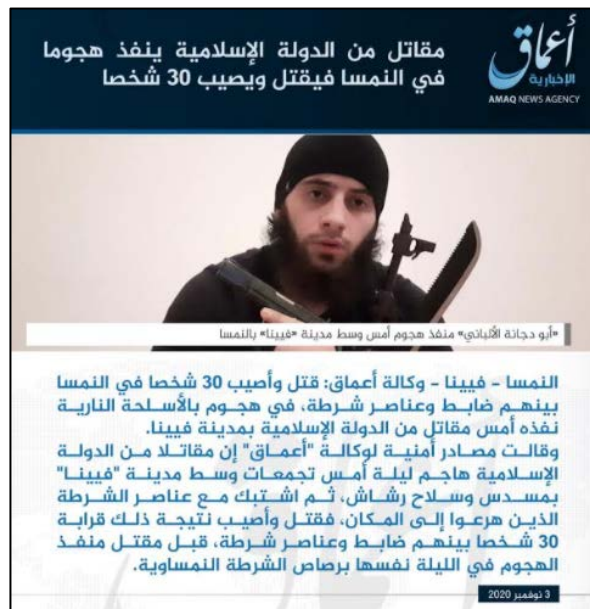 مقاتل من الدولة الإسلامية ينفذ هجوما
في النمسا فيقتل ويصيب 30 شخصا
أعماق
الإخبارية
AMAQ NEWS AGENCY
«أبو دجانة الألباني» منفذ هجوم أمس وسط مدينة «فيينا» بالنمسا
النمسا - فيينا - وكالة أعماق: قتل وأصيب 30 شخصا في النمسا
بينهم ضابط وعناصر شرطة، في هجوم بالأسلحة النارية
نفذه أمس مقاتل من الدولة الإسلامية بمدينة فيينا.
وقالت مصادر أمنية لوكالة "أعماق" إن مقاتلا من الدولة
الإسلامية هاجم ليلة أمس تجمعات وسط مدينة "فيينا"
بمسدس وسلاح رشاش، ثم اشتبك مع عناصر الشرطة
الذين هرعوا إلى المكان، فقتل وأصيب نتيجة ذلك قرابة
30 شخصا بينهم ضابط وعناصر شرطة، قبل مقتل منفذ
الهجوم في الليلة نفسها برصاص الشرطة النمساوية.
3 نوفمبر 2020